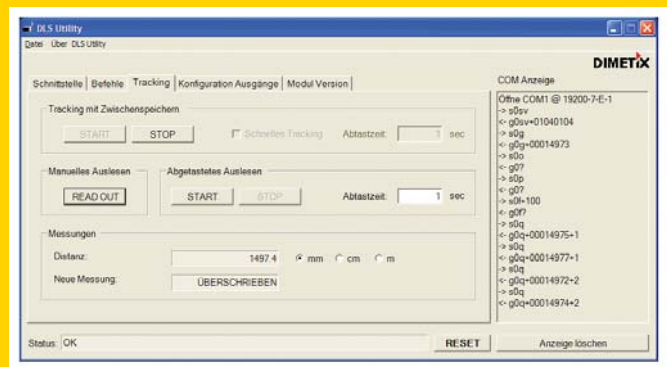 DLS Utility
Datei Über DLS Utility
DIMETIX
Schnittstelle Befehle Tracking Konfiguration Ausgänge Modul Version
COM Anzeige
Tracking mit Zwischenspeichern
START STOP Schnelles Tracking Abtastzeit: 1 sec
Manuelles Auslesen
READ OUT
Abgetastetes Auslesen
START STOP Abtastzeit: 1 sec
Messungen
Distanz: 1497.4 mm cm m
Neue Messung: ÜBERSCHRIEBEN
Öffne COM1 @ 19200-7-E-1
-> s0sv
<- g0sv+01040104
-> s0g
<- g0g+00014973
-> s0o
<- g0?
-> s0p
<- g0?
-> s0f+100
<- g0f?
-> s0q
<- g0q+00014975+1
-> s0q
<- g0q+00014977+1
-> s0q
<- g0q+00014972+2
-> s0q
<- g0q+00014974+2
Status: OK RESET Anzeige löschen